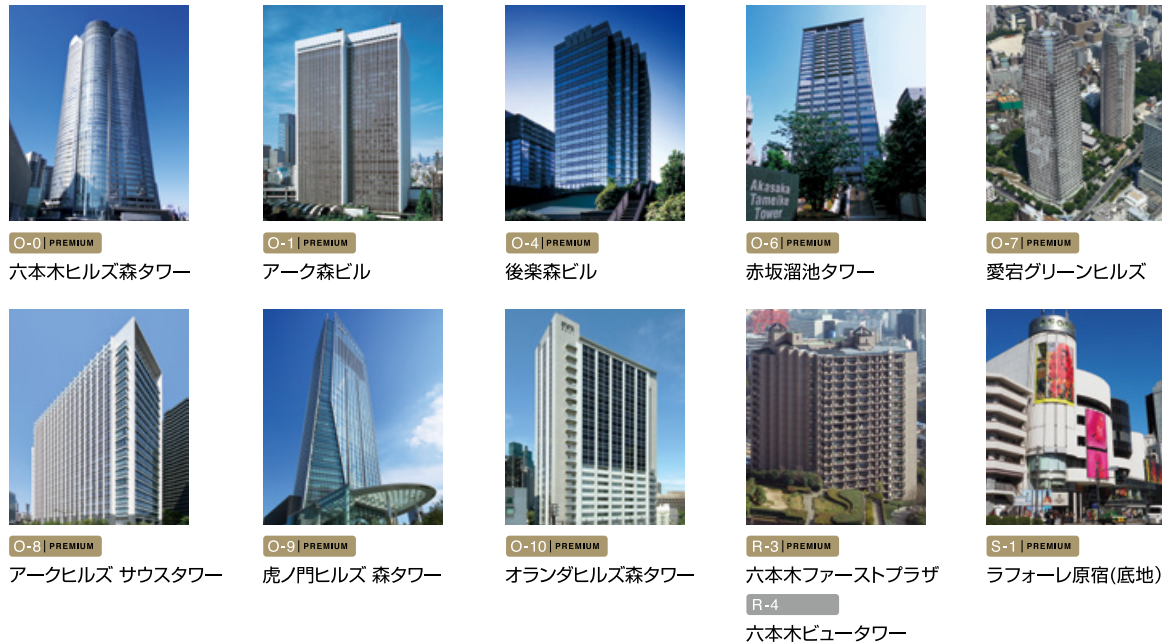 Akasaka
Tameike
Tower
O-0 PREMIUM
六本木ヒルズ森タワー
O-1 PREMIUM
アーク森ビル
O-4 PREMIUM
後楽森ビル
O-6 PREMIUM
赤坂溜池タワー
O-7 PREMIUM
愛宕グリーンヒルズ
O-8 PREMIUM
アークヒルズ サウスタワー
O-9 PREMIUM
虎ノ門ヒルズ 森タワー
O-10 PREMIUM
オランダヒルズ森タワー
R-3 PREMIUM
六本木ファーストプラザ
R-4
六本木ビュータワー
S-1 PREMIUM
ラフォーレ原宿(底地)